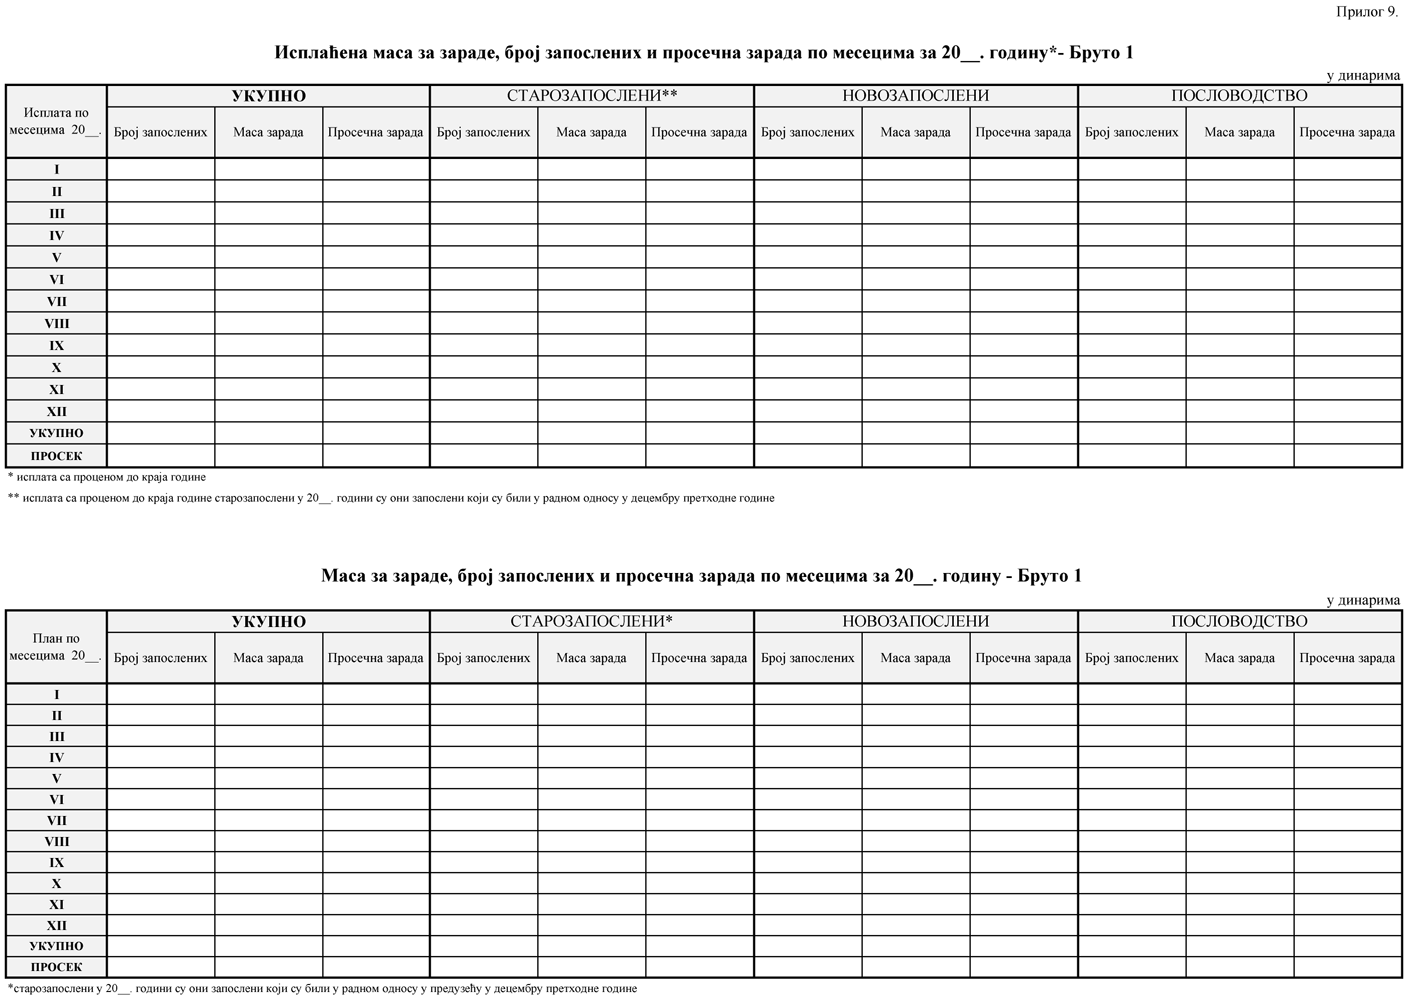 Прилог 9.
Исплаћена маса за зараде, број запослених и просечна зарада по месецима за 20__. годину*- Бруто 1
у динарима
Исплата по месецима 20__. УКУПНО СТАРОЗАПОСЛЕНИ** НОВОЗАПОСЛЕНИ ПОСЛОВОДСТВО
Број запослених Маса зарада Просечна зарада Број запослених Маса зарада Просечна зарада Број запослених Маса зарада Просечна зарада Број запослених Маса зарада Просечна зарада
I
II
III
IV
V
VI
VII
VIII
IX
X
XI
XII
УКУПНО
ПРОСЕК
* исплата са проценом до краја године
** исплата са проценом до краја године старозапослени у 20__. години су они запослени који су били у радном односу у децембру претходне године
Маса за зараде, број запослених и просечна зарада по месецима за 20__. годину - Бруто 1
у динарима
План по месецима 20__. УКУПНО СТАРОЗАПОСЛЕНИ* НОВОЗАПОСЛЕНИ ПОСЛОВОДСТВО
Број запослених Маса зарада Просечна зарада Број запослених Маса зарада Просечна зарада Број запослених Маса зарада Просечна зарада Број запослених Маса зарада Просечна зарада
I
II
III
IV
V
VI
VII
VIII
IX
X
XI
XII
УКУПНО
ПРОСЕК
*старозапослени у 20__. години су они запослени који су били у радном односу у предузећу у децембру претходне године